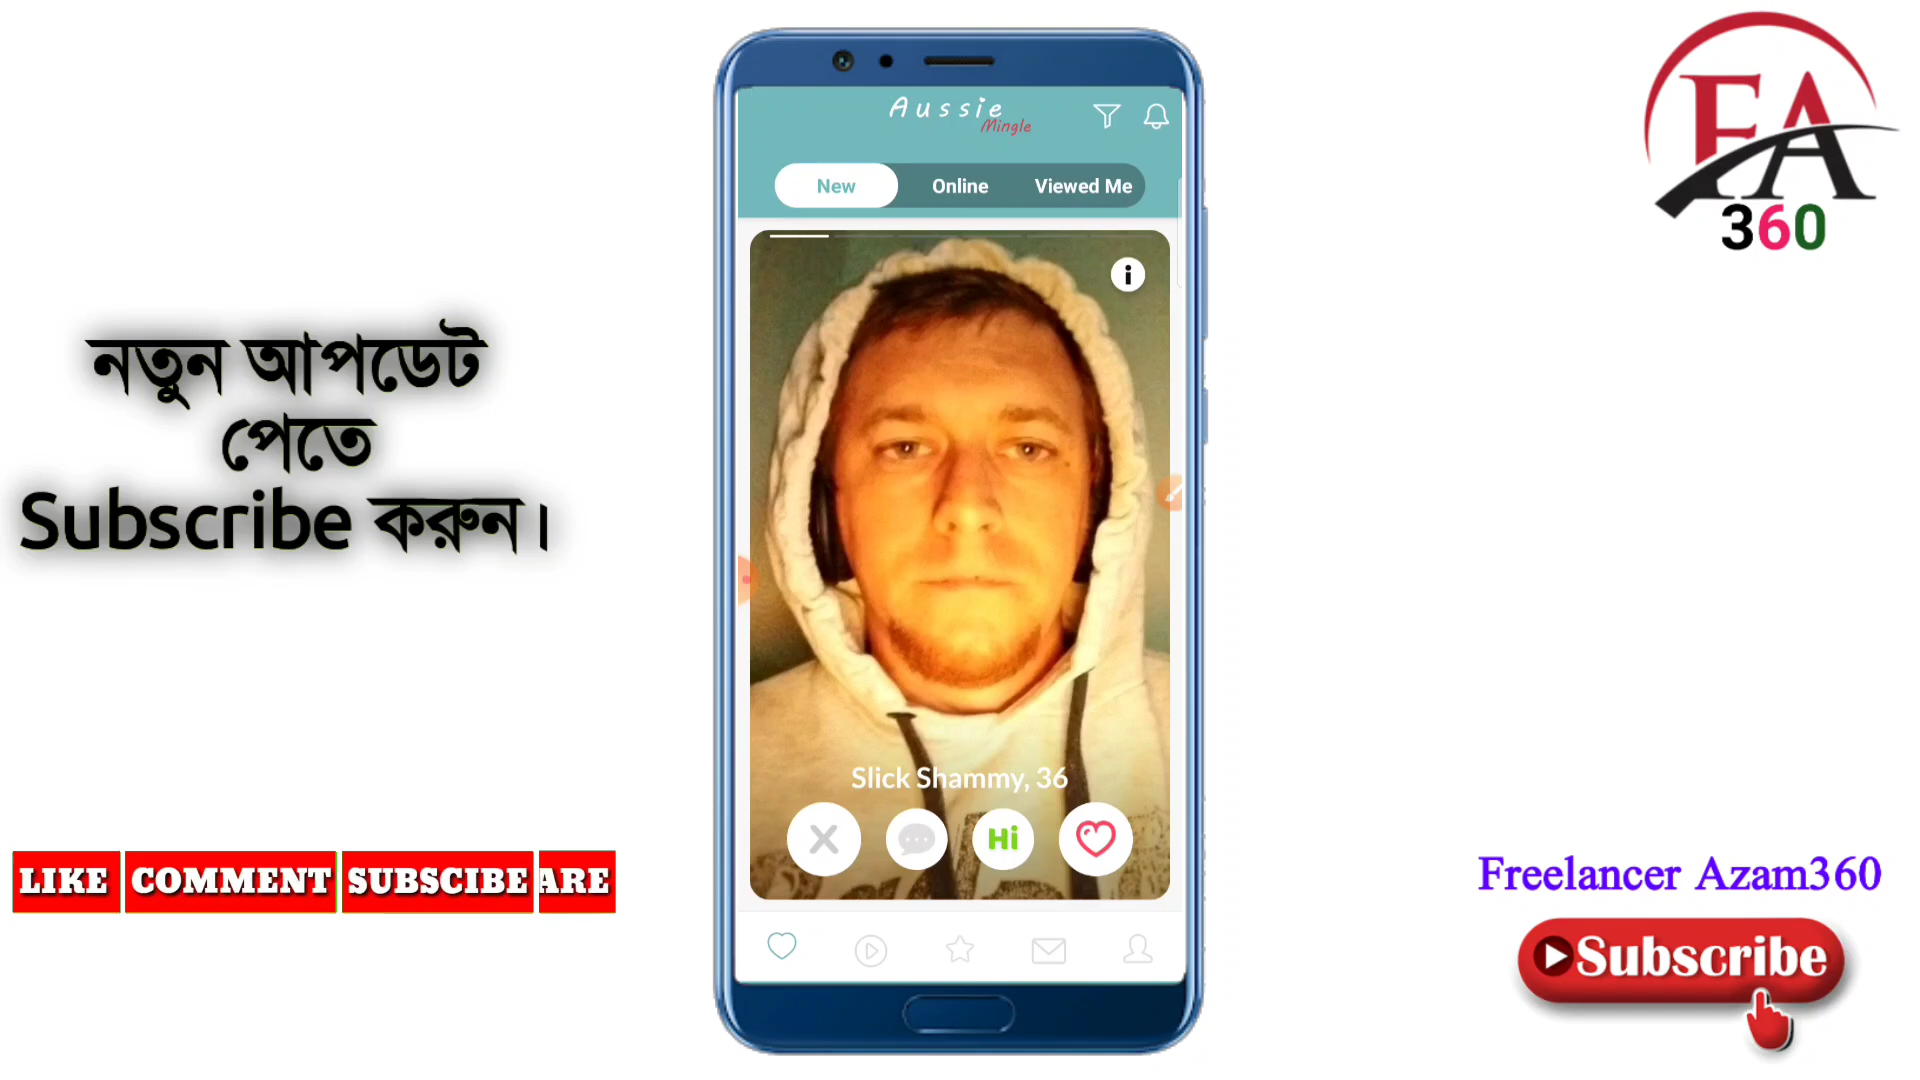 Aussie
Mingle
New Online Viewed Me
নতুন আপডেট
পেতে
Subscribe করুন।
Slick Shammy, 36
Hi
LIKE COMMENT SUBSCIBE ARE
FA
360
Freelancer Azam360
Subscribe